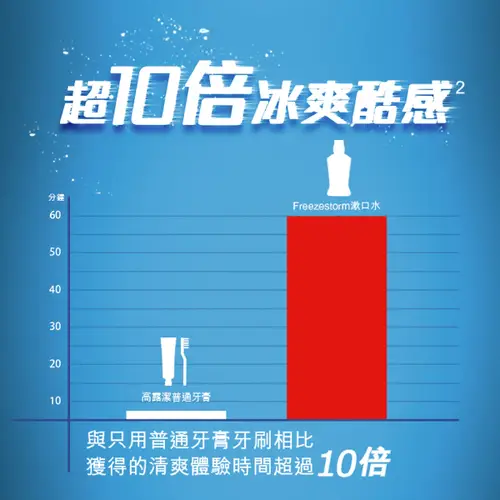 超10倍冰爽酷感2
分鐘
60
50
40
30
20
10
Freezestorm漱口水
高露潔普通牙膏
與只用普通牙膏牙刷相比
獲得的清爽體驗時間超過10倍